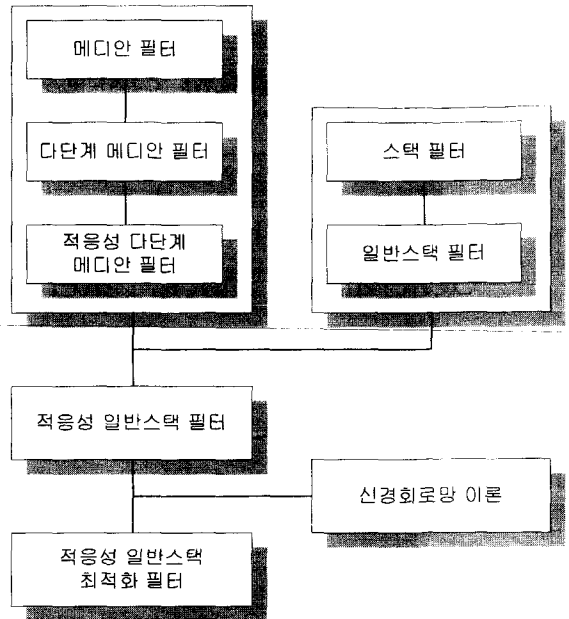 메디안 필터
다단계 메디안 필터
적응성 다단계
메디안 필터
스택 필터
일반스택 필터
적응성 일반스택 필터
신경회로망 이론
적응성 일반스택
최적화 필터